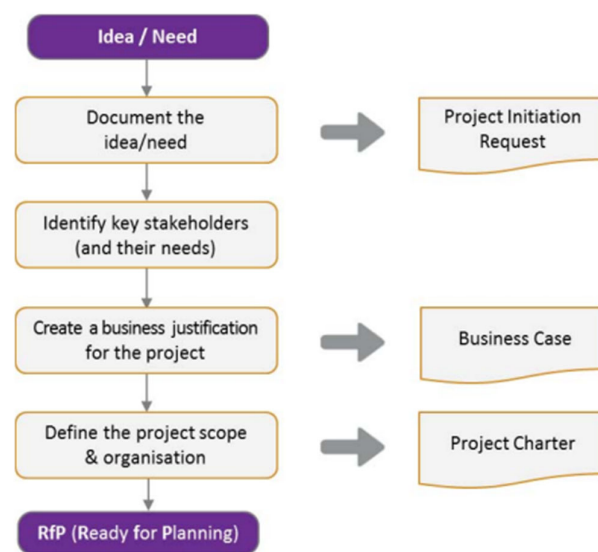 Idea / Need
Document the
idea/need
Project Initiation
Request
Identify key stakeholders
(and their needs)
Create a business justification
for the project
Business Case
Define the project scope
& organisation
Project Charter
RfP (Ready for Planning)